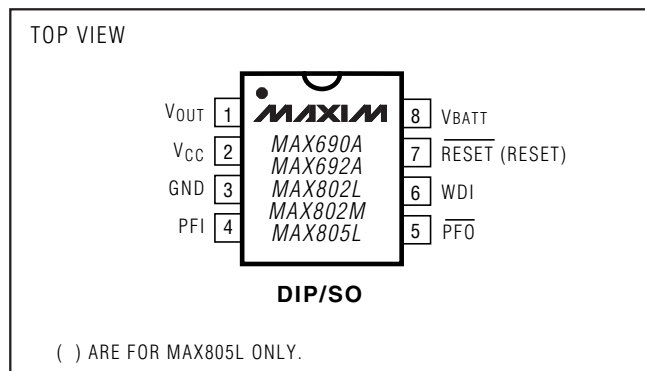 TOP VIEW
VOUT 1
VCC 2
GND 3
PFI 4
MAXIM
MAX690A
MAX692A
MAX802L
MAX802M
MAX805L
8 VBATT
7 RESET (RESET)
6 WDI
5 PFO
DIP/SO
( ) ARE FOR MAX805L ONLY.